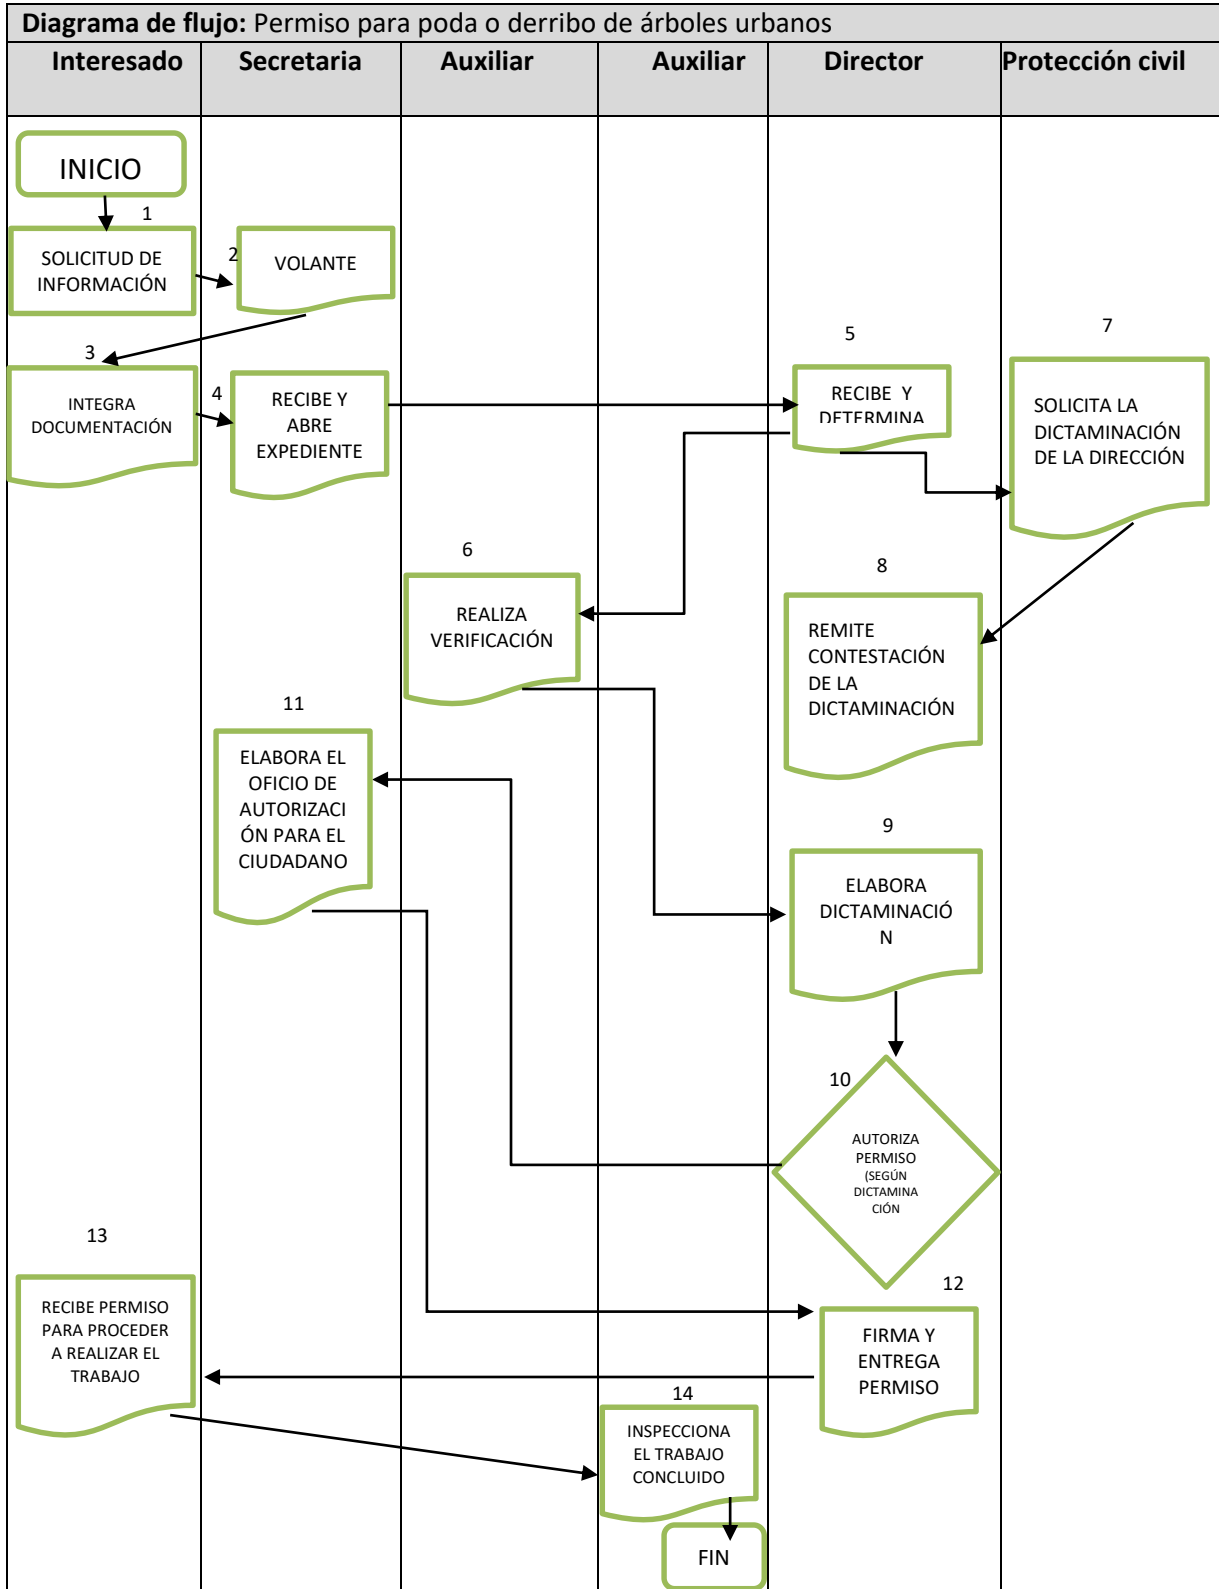 Diagrama de flujo: Permiso para poda o derribo de árboles urbanos
Interesado Secretaria Auxiliar Auxiliar Director Protección civil
INICIO
1
SOLICITUD DE
INFORMACIÓN
2
VOLANTE
3
INTEGRA
DOCUMENTACIÓN
4
RECIBE Y
ABRE
EXPEDIENTE
5
RECIBE Y
DETERMINA
7
SOLICITA LA
DICTAMINACIÓN
DE LA DIRECCIÓN
6
REALIZA
VERIFICACIÓN
8
REMITE
CONTESTACIÓN
DE LA
DICTAMINACIÓN
11
ELABORA EL
OFICIO DE
AUTORIZACI
ÓN PARA EL
CIUDADANO
9
ELABORA
DICTAMINACIÓ
N
10
AUTORIZA
PERMISO
(SEGÚN
DICTAMINA
CIÓN
13
RECIBE PERMISO
PARA PROCEDER
A REALIZAR EL
TRABAJO
12
FIRMA Y
ENTREGA
PERMISO
14
INSPECCIONA
EL TRABAJO
CONCLUIDO
FIN